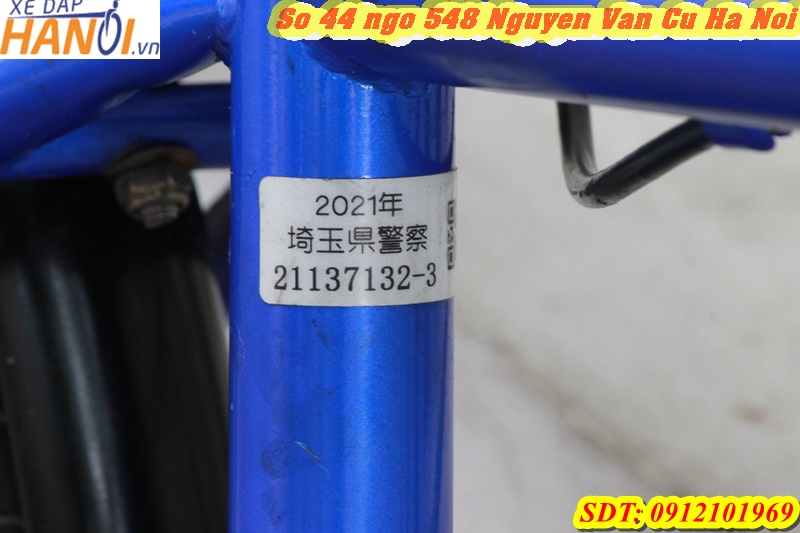 XE ĐẠP
HANOI.vn
So 44 ngo 548 Nguyen Van Cu Ha Noi
2021年
埼玉県警察
21137132-3
SDT: 0912101969